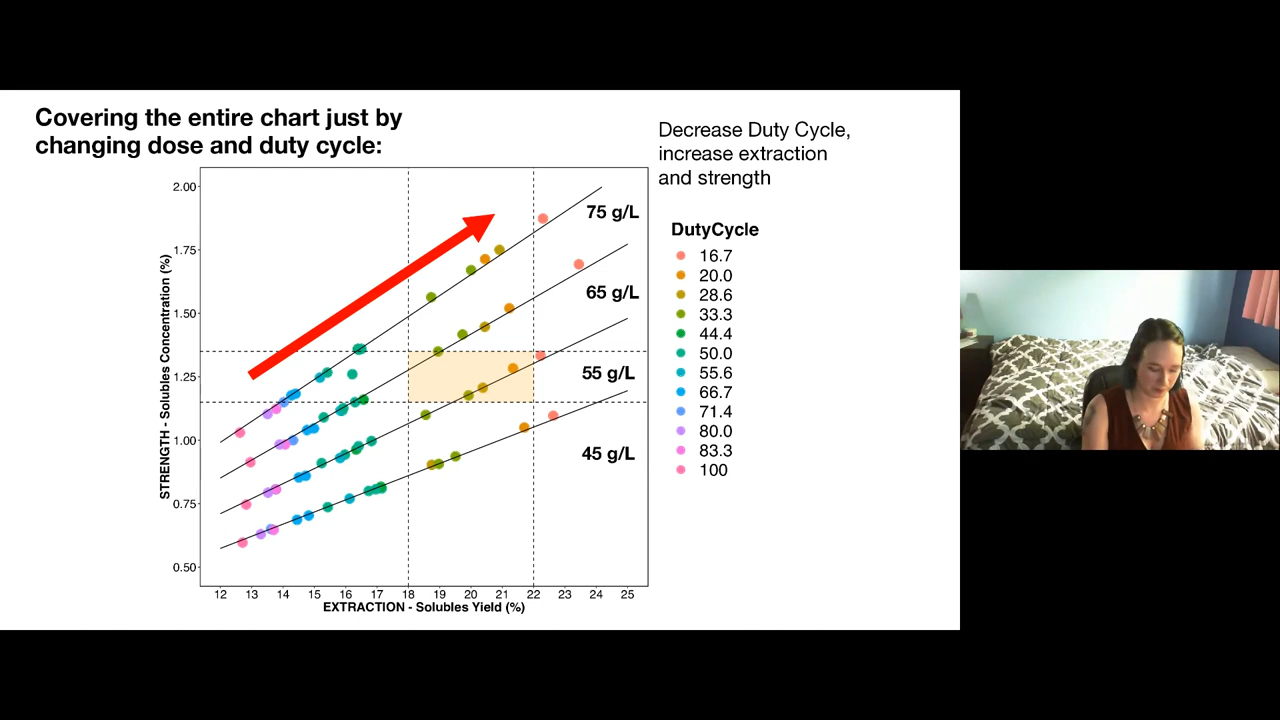 Covering the entire chart just by
changing dose and duty cycle:
Decrease Duty Cycle,
increase extraction
and strength
STRENGTH - Solubles Concentration (%)
2.00
1.75
1.50
1.25
1.00
0.75
0.50
75 g/L
65 g/L
55 g/L
45 g/L
12 13 14 15 16 17 18 19 20 21 22 23 24 25
EXTRACTION - Solubles Yield (%)
DutyCycle
16.7
20.0
28.6
33.3
44.4
50.0
55.6
66.7
71.4
80.0
83.3
100